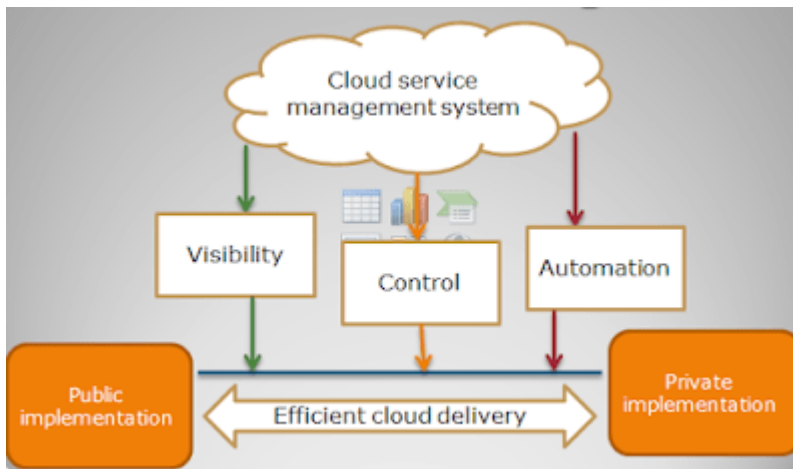 Cloud service
management system
Visibility
Control
Automation
Public
implementation
Efficient cloud delivery
Private
implementation